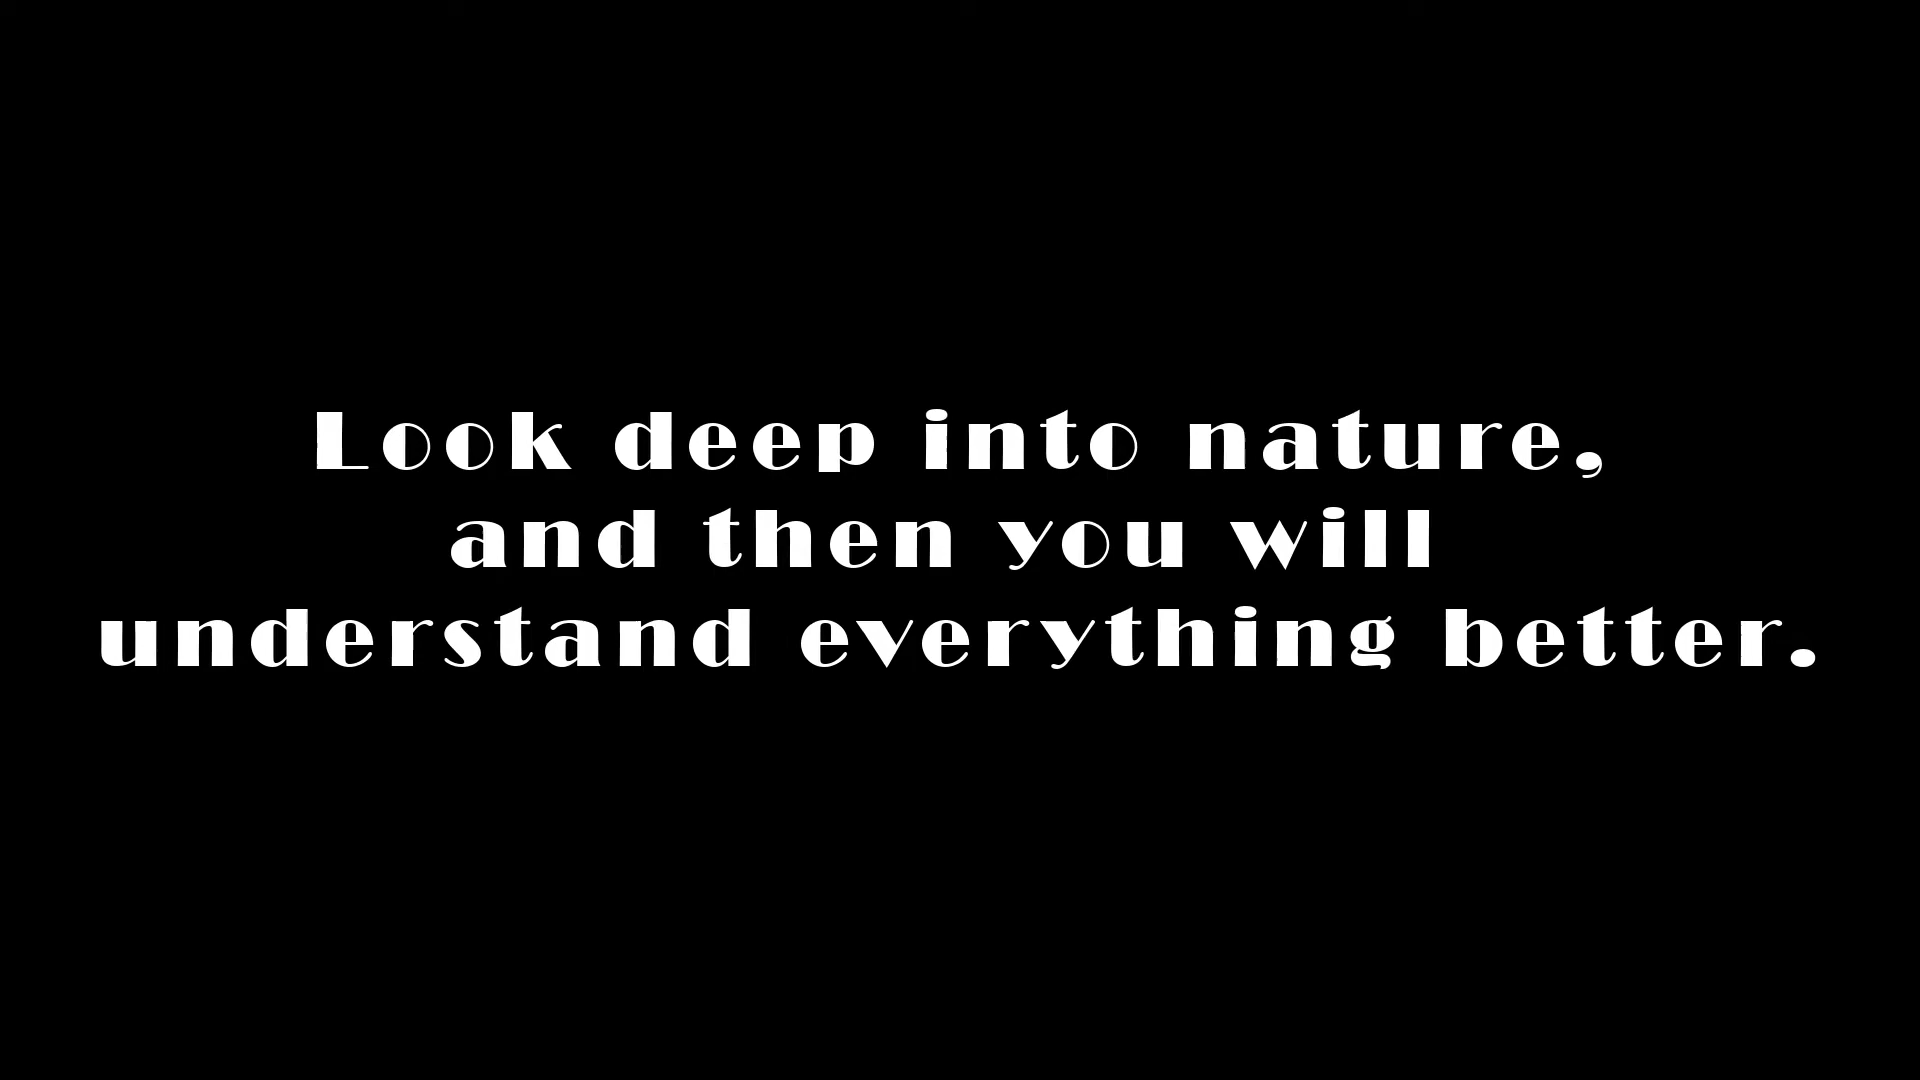 Look deep into nature,
and then you will
understand everything better.